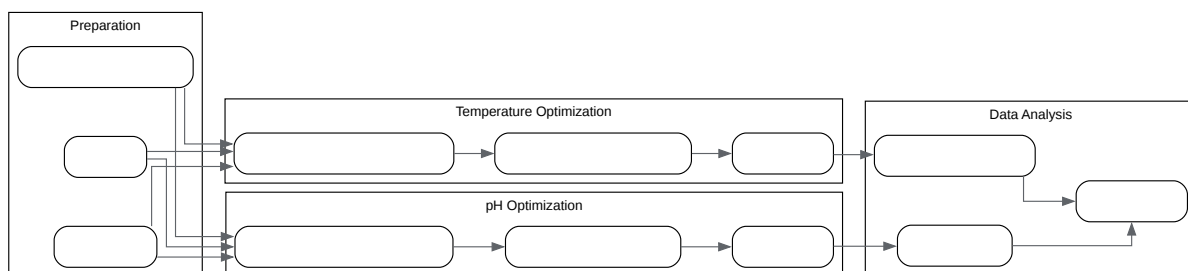 Preparation
Temperature Optimization
Data Analysis
pH Optimization